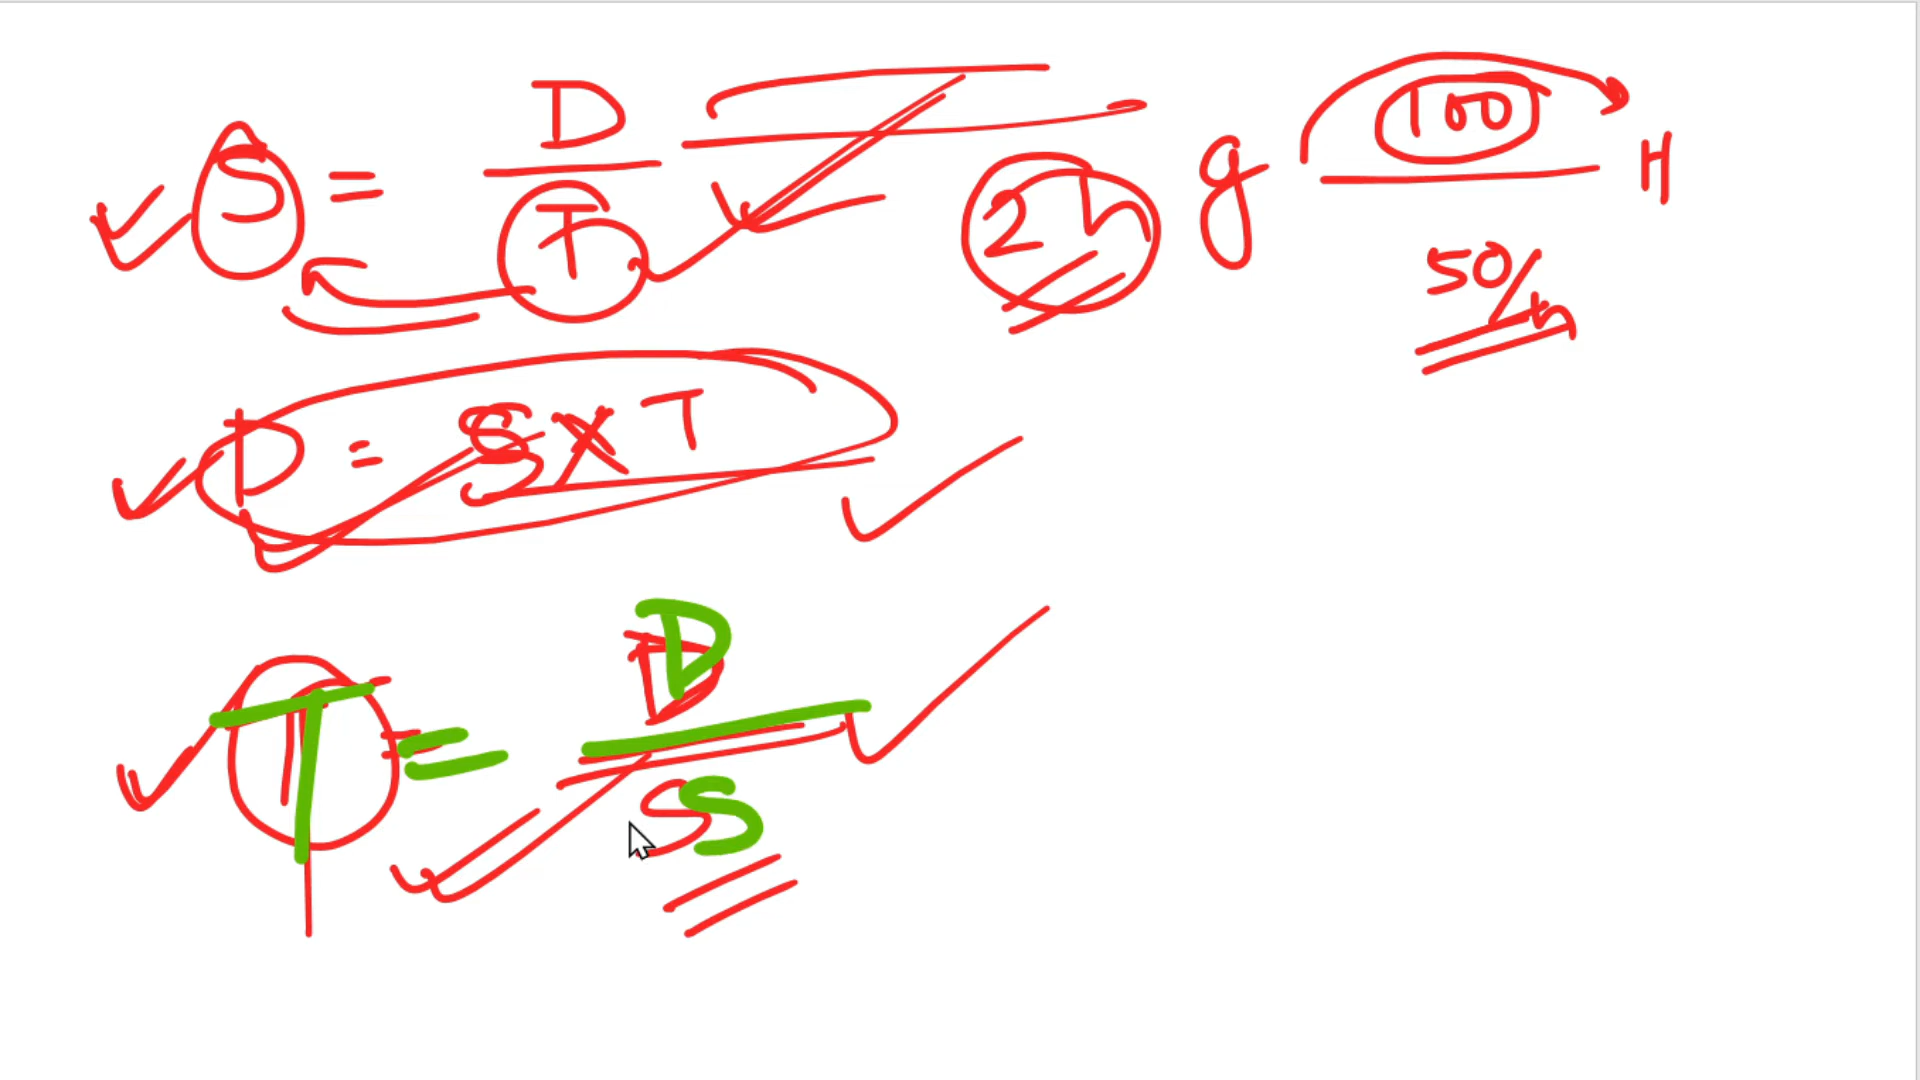 S = D/T
2h g 100 H
50/h
D = S X T
T = D/S